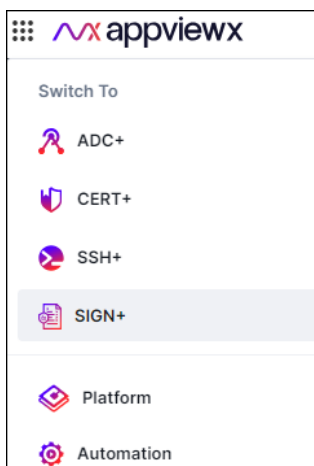 appviewx
Switch To
ADC+
CERT+
SSH+
SIGN+
Platform
Automation